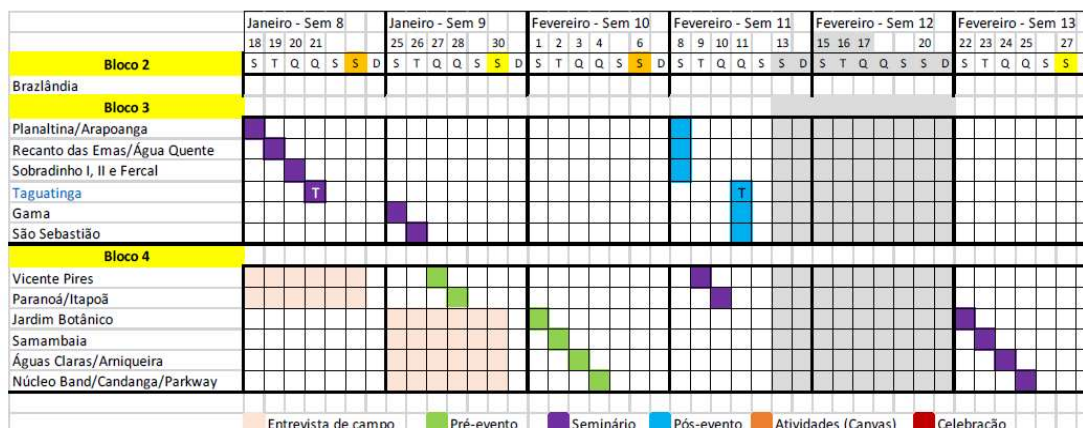 Janeiro - Sem 8 Janeiro - Sem 9 Fevereiro - Sem 10 Fevereiro - Sem 11 Fevereiro - Sem 12 Fevereiro - Sem 13
18 19 20 21 25 26 27 28 30 1 2 3 4 6 8 9 10 11 13 15 16 17 20 22 23 24 25 27
Bloco 2 S T Q Q S S D S T Q Q S S D S T Q Q S S D S T Q Q S S D S T Q Q S S D S T Q Q S S
Brazlândia
Bloco 3
Planaltina/Arapoanga
Recanto das Emas/Água Quente
Sobradinho I, II e Fercal
Taguatinga T T
Gama
São Sebastião
Bloco 4
Vicente Pires
Paranoá/Itapoã
Jardim Botânico
Samambaia
Águas Claras/Arniqueira
Núcleo Band/Candanga/Parkway
Entrevista de campo Pré-evento Seminário Pós-evento Atividades (Canvas) Celebração